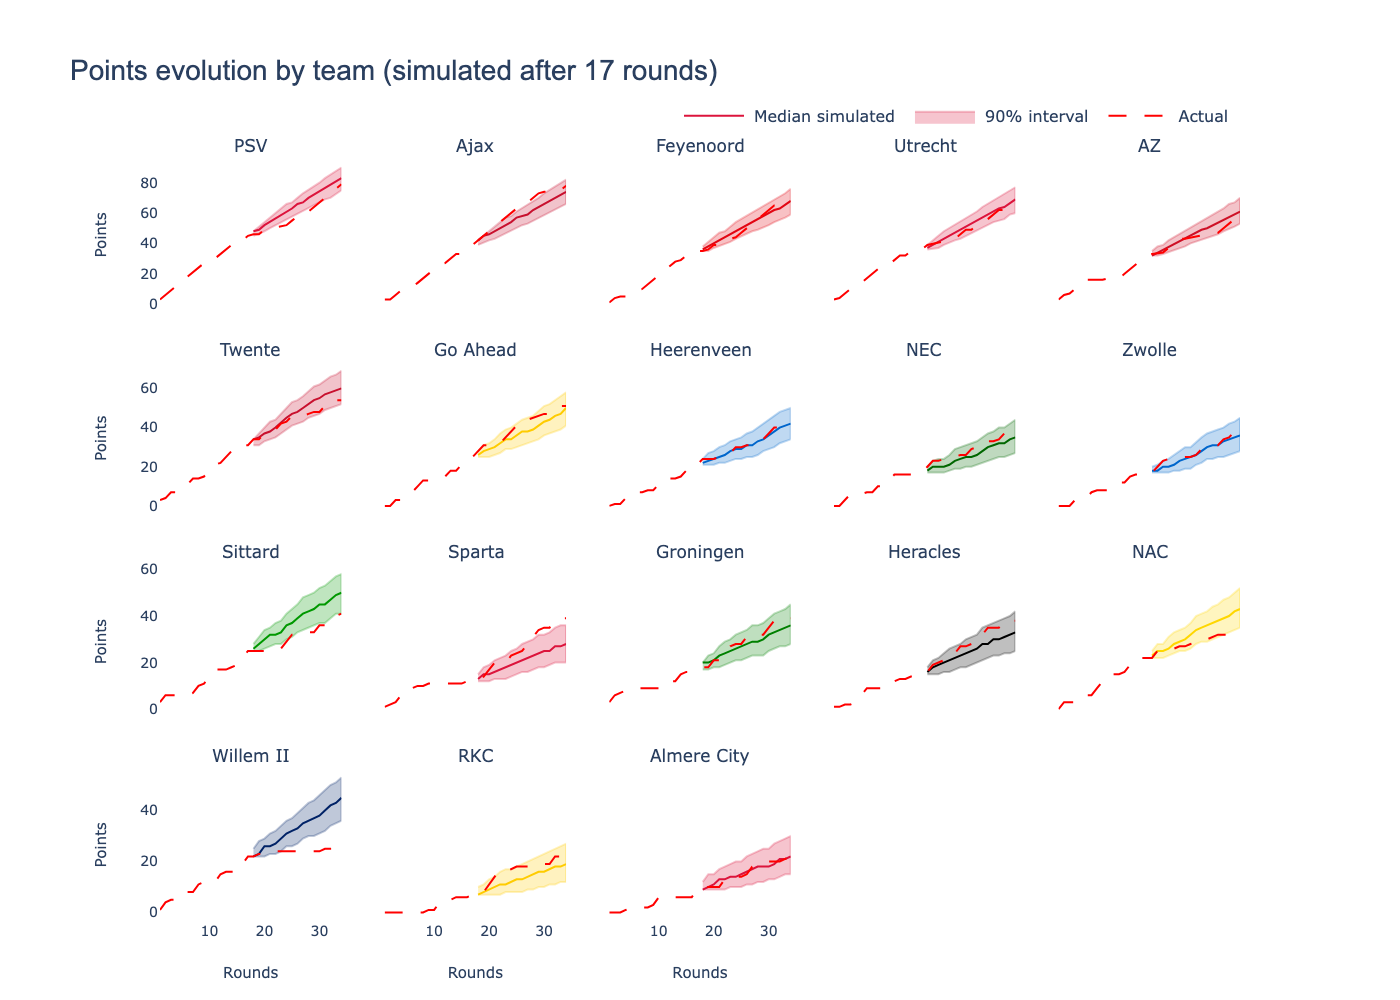 Points evolution by team (simulated after 17 rounds)
Median simulated 90% interval Actual
PSV Ajax Feyenoord Utrecht AZ
80
60
40
20
0
Points
Twente Go Ahead Heerenveen NEC Zwolle
60
40
20
0
Points
Sittard Sparta Groningen Heracles NAC
60
40
20
0
Points
Willem II RKC Almere City
40
20
0
Points
10 20 30 10 20 30 10 20 30
Rounds Rounds Rounds